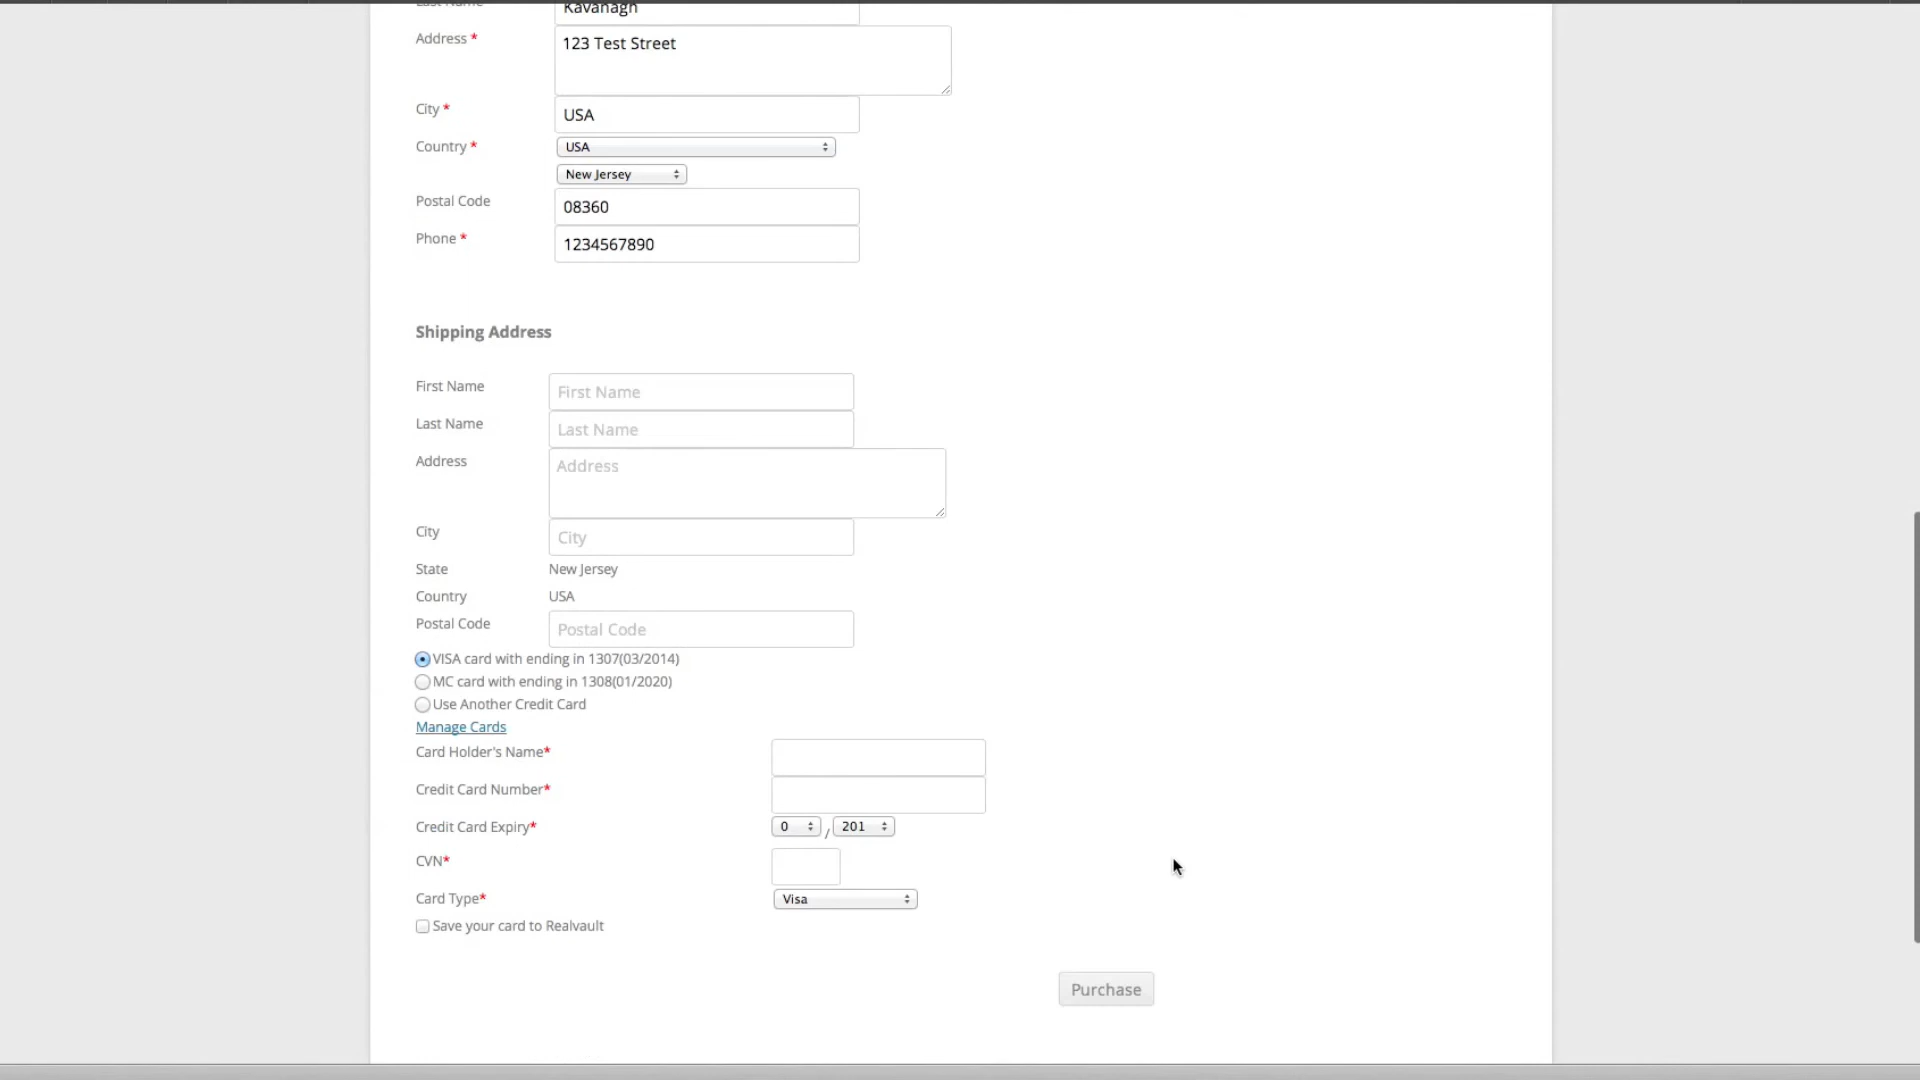 Last Name Kavanagh
Address * 123 Test Street
City * USA
Country * USA
New Jersey
Postal Code 08360
Phone * 1234567890
Shipping Address
First Name First Name
Last Name Last Name
Address Address
City City
State New Jersey
Country USA
Postal Code Postal Code
VISA card with ending in 1307(03/2014)
MC card with ending in 1308(01/2020)
Use Another Credit Card
Manage Cards
Card Holder's Name*
Credit Card Number*
Credit Card Expiry* 0 / 201
CVN*
Card Type* Visa
Save your card to Realvault
Purchase